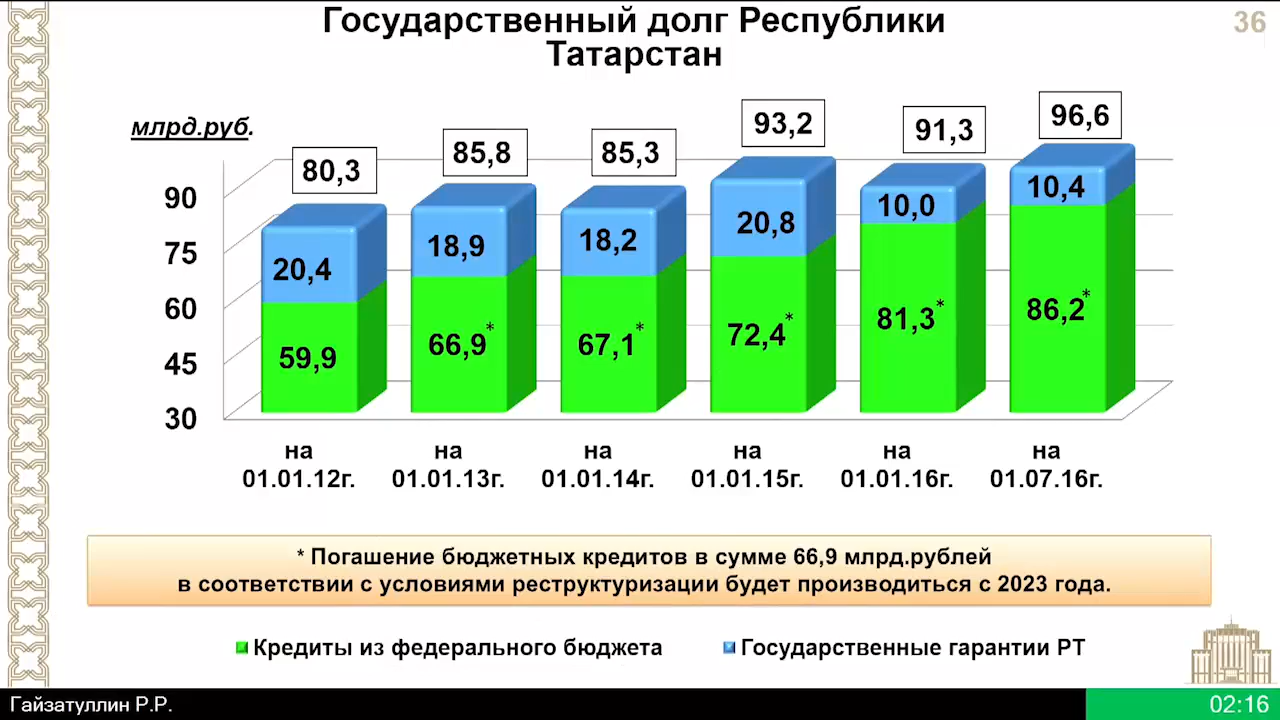 Государственный долг Республики
Татарстан
36
млрд.руб.
80,3
85,8
85,3
93,2
91,3
96,6
90
75
60
45
30
20,4
18,9
18,2
20,8
10,0
10,4
59,9
66,9*
67,1*
72,4*
81,3*
86,2*
на
01.01.12г.
на
01.01.13г.
на
01.01.14г.
на
01.01.15г.
на
01.01.16г.
на
01.07.16г.
* Погашение бюджетных кредитов в сумме 66,9 млрд.рублей
в соответствии с условиями реструктуризации будет производиться с 2023 года.
Кредиты из федерального бюджета
Государственные гарантии РТ
Гайзатуллин Р.Р.
02:16